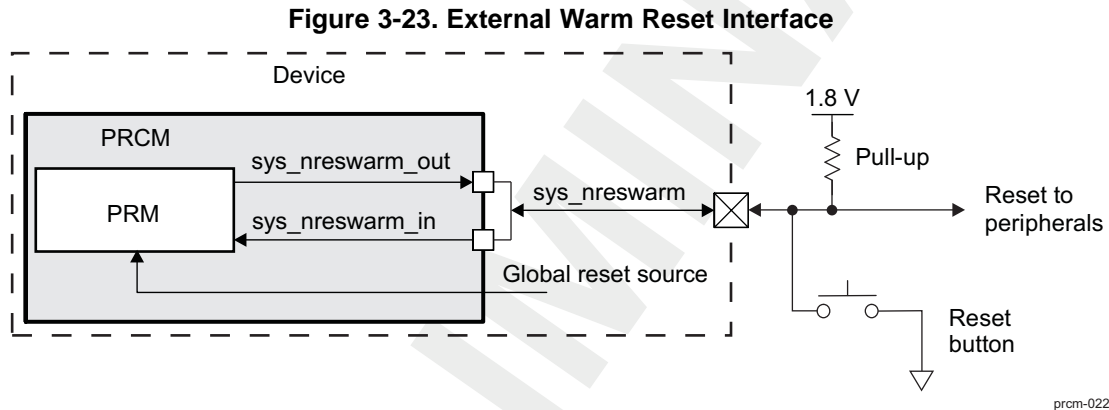 Figure 3-23. External Warm Reset Interface
Device
1.8 V
PRCM
Pull-up
sys_nreswarm_out
sys_nreswarm
Reset to
peripherals
PRM
sys_nreswarm_in
Global reset source
Reset
button
prcm-022
IMINA